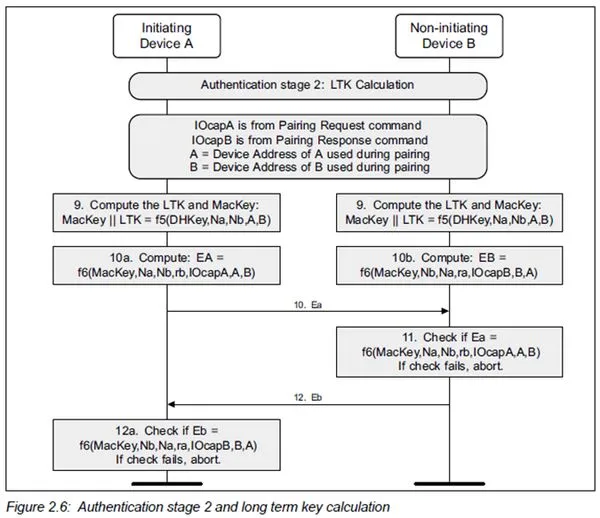 Initiating
Device A
Non-initiating
Device B
Authentication stage 2: LTK Calculation
IOcapA is from Pairing Request command
IOcapB is from Pairing Response command
A = Device Address of A used during pairing
B = Device Address of B used during pairing
9. Compute the LTK and MacKey:
MacKey || LTK = f5(DHKey,Na,Nb,A,B)
9. Compute the LTK and MacKey:
MacKey || LTK = f5(DHKey,Na,Nb,A,B)
10a. Compute: EA =
f6(MacKey,Na,Nb,rb,IOcapA,A,B)
10b. Compute: EB =
f6(MacKey,Nb,Na,ra,IOcapB,B,A)
10. Ea
11. Check if Ea =
f6(MacKey,Na,Nb,rb,IOcapA,A,B)
If check fails, abort.
12. Eb
12a. Check if Eb =
f6(MacKey,Nb,Na,ra,IOcapB,B,A)
If check fails, abort.
Figure 2.6: Authentication stage 2 and long term key calculation